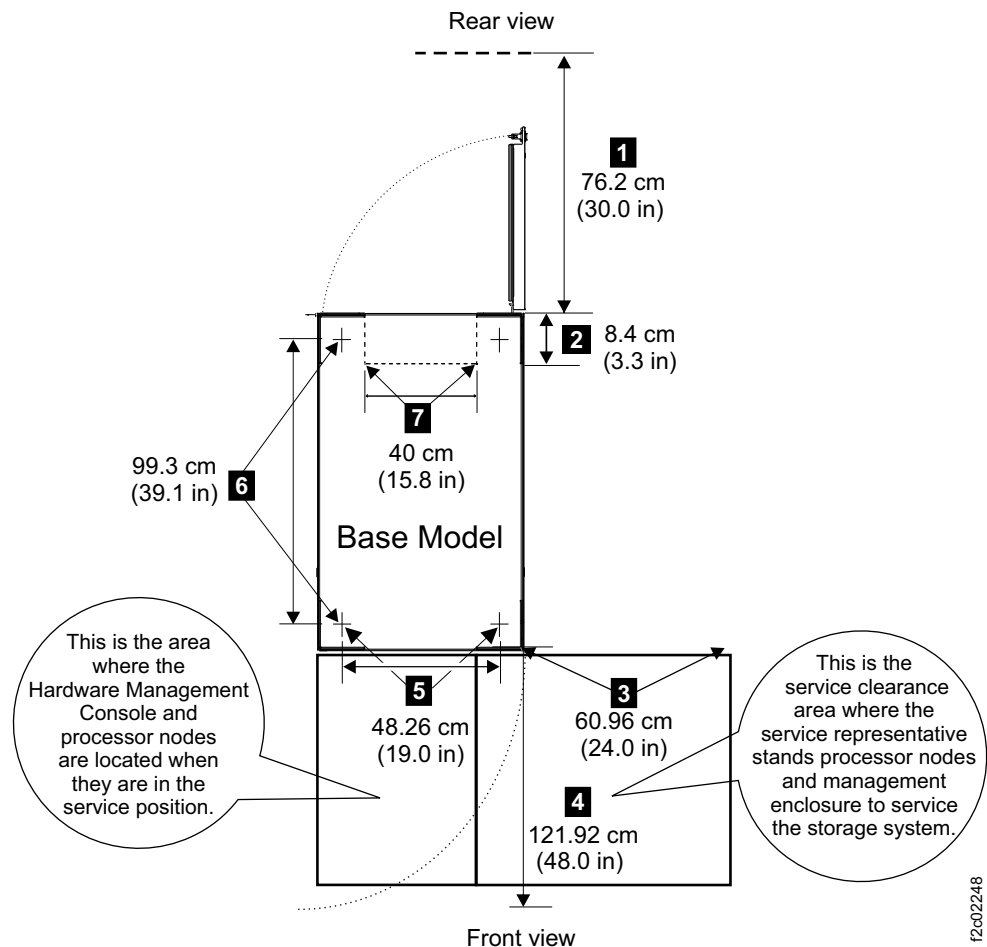 Rear view
1
76.2 cm
(30.0 in)
2
8.4 cm
(3.3 in)
7
40 cm
(15.8 in)
99.3 cm
(39.1 in)
6
Base Model
This is the area
where the
Hardware Management
Console and
processor nodes
are located when
they are in the
service position.
5
48.26 cm
(19.0 in)
3
60.96 cm
(24.0 in)
4
121.92 cm
(48.0 in)
This is the
service clearance
area where the
service representative
stands processor nodes
and management
enclosure to service
the storage system.
Front view
f2c02248